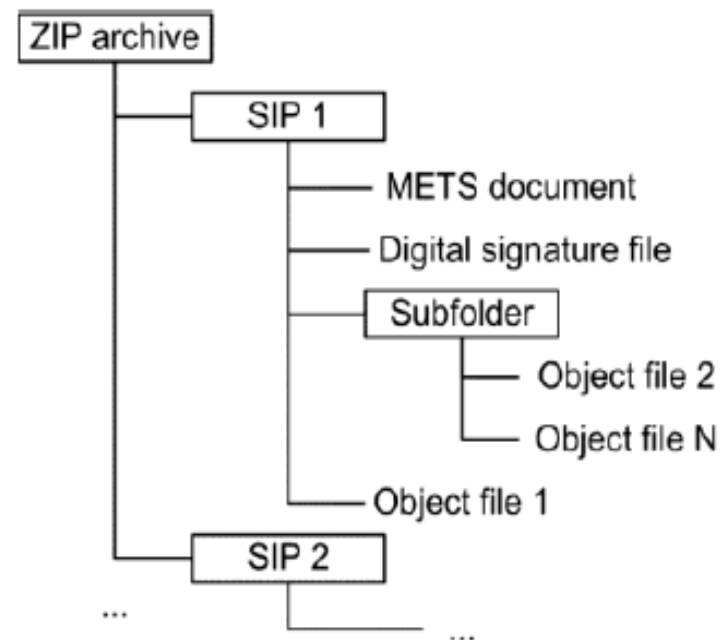 ZIP archive
SIP 1
METS document
Digital signature file
Subfolder
Object file 2
Object file N
Object file 1
SIP 2
...
...